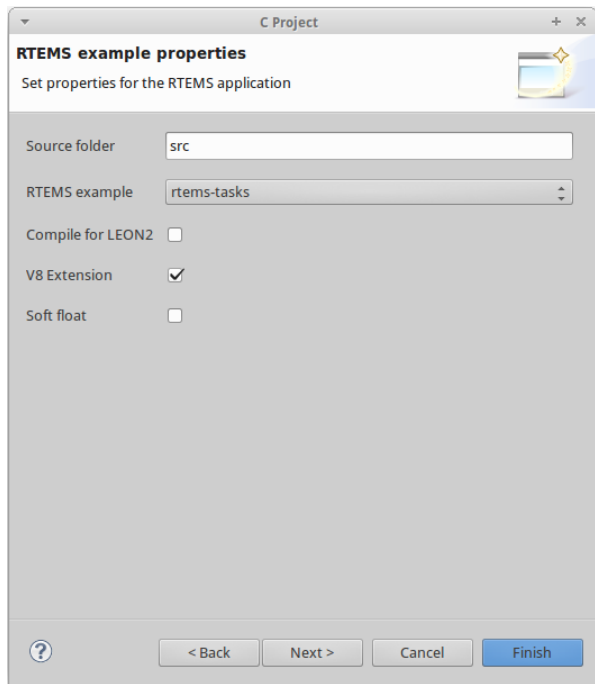 C Project
RTEMS example properties
Set properties for the RTEMS application
Source folder src
RTEMS example rtems-tasks
Compile for LEON2
V8 Extension
Soft float
? < Back Next > Cancel Finish